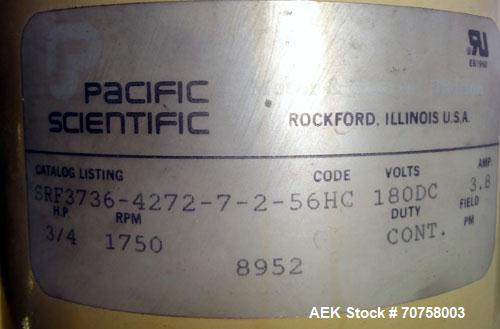 PACIFIC
SCIENTIFIC
ROCKFORD, ILLINOIS U.S.A.
CATALOG LISTING CODE VOLTS AMP.
SRF3736-4272-7-2-56HC 180DC 3.8
H.P. RPM DUTY FIELD
3/4 1750 CONT. PM
8952
AEK Stock # 70758003